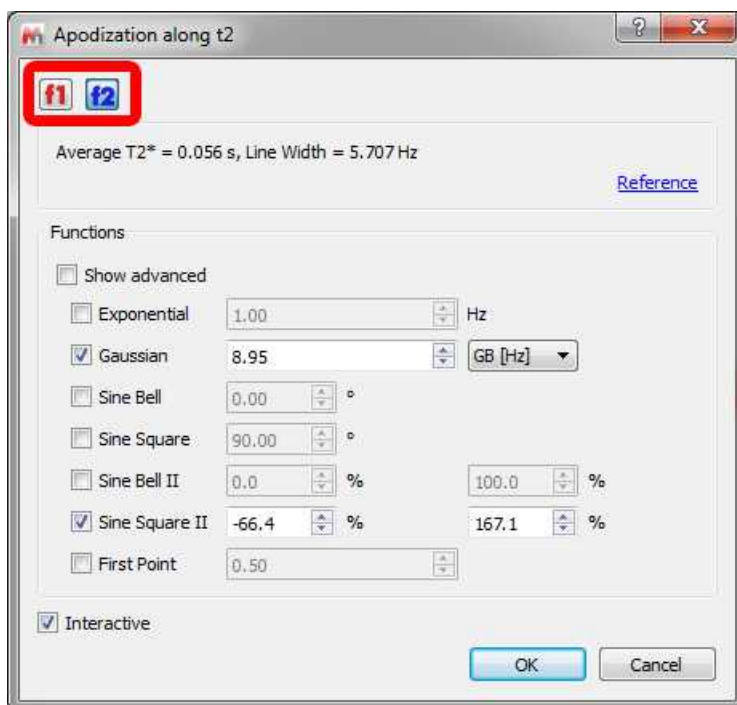 Apodization along t2
f1 f2
Average T2* = 0.056 s, Line Width = 5.707 Hz
Reference
Functions
Show advanced
Exponential 1.00 Hz
Gaussian 8.95 GB [Hz]
Sine Bell 0.00 °
Sine Square 90.00 °
Sine Bell II 0.0 % 100.0 %
Sine Square II -66.4 % 167.1 %
First Point 0.50
Interactive
OK Cancel